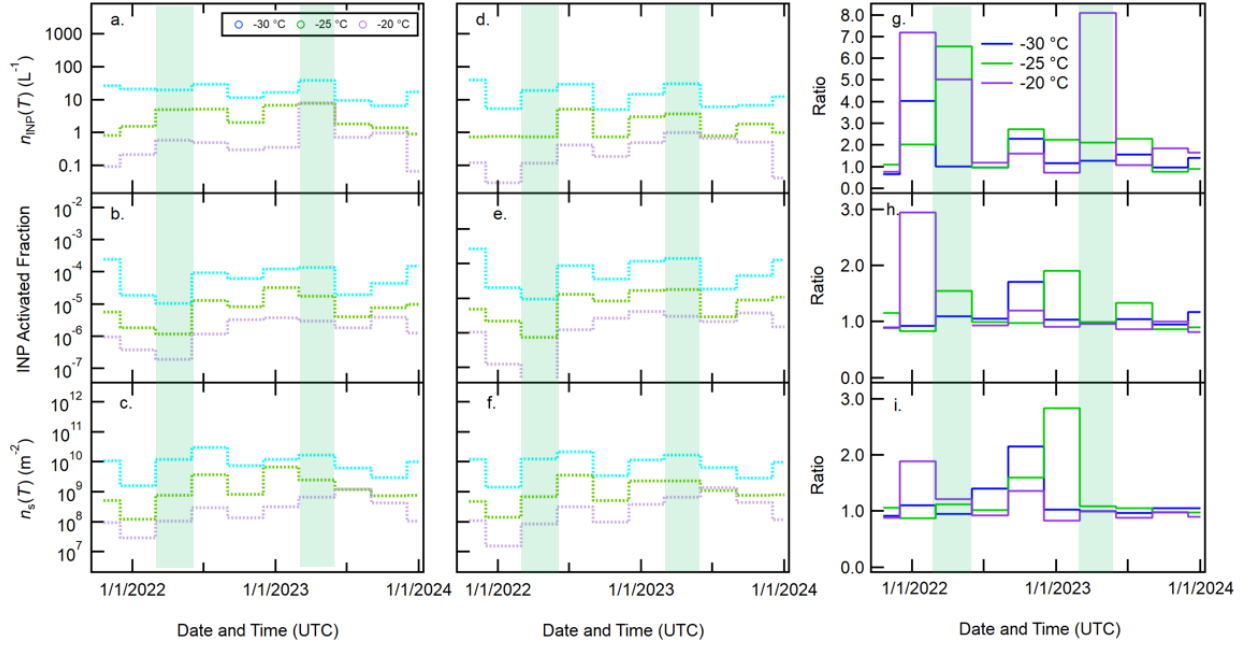 a.
-30 °C -25 °C -20 °C
1000
100
10
1
0.1
nINP(T) (L⁻¹)
b.
10⁻²
10⁻³
10⁻⁴
10⁻⁵
10⁻⁶
10⁻⁷
INP Activated Fraction
c.
10¹²
10¹¹
10¹⁰
10⁹
10⁸
10⁷
ns(T) (m⁻²)
1/1/2022 1/1/2023 1/1/2024
Date and Time (UTC)
d.
e.
f.
1/1/2022 1/1/2023 1/1/2024
Date and Time (UTC)
g.
-30 °C
-25 °C
-20 °C
8.0
7.0
6.0
5.0
4.0
3.0
2.0
1.0
0.0
Ratio
h.
3.0
2.0
1.0
0.0
Ratio
i.
3.0
2.0
1.0
0.0
Ratio
1/1/2022 1/1/2023 1/1/2024
Date and Time (UTC)